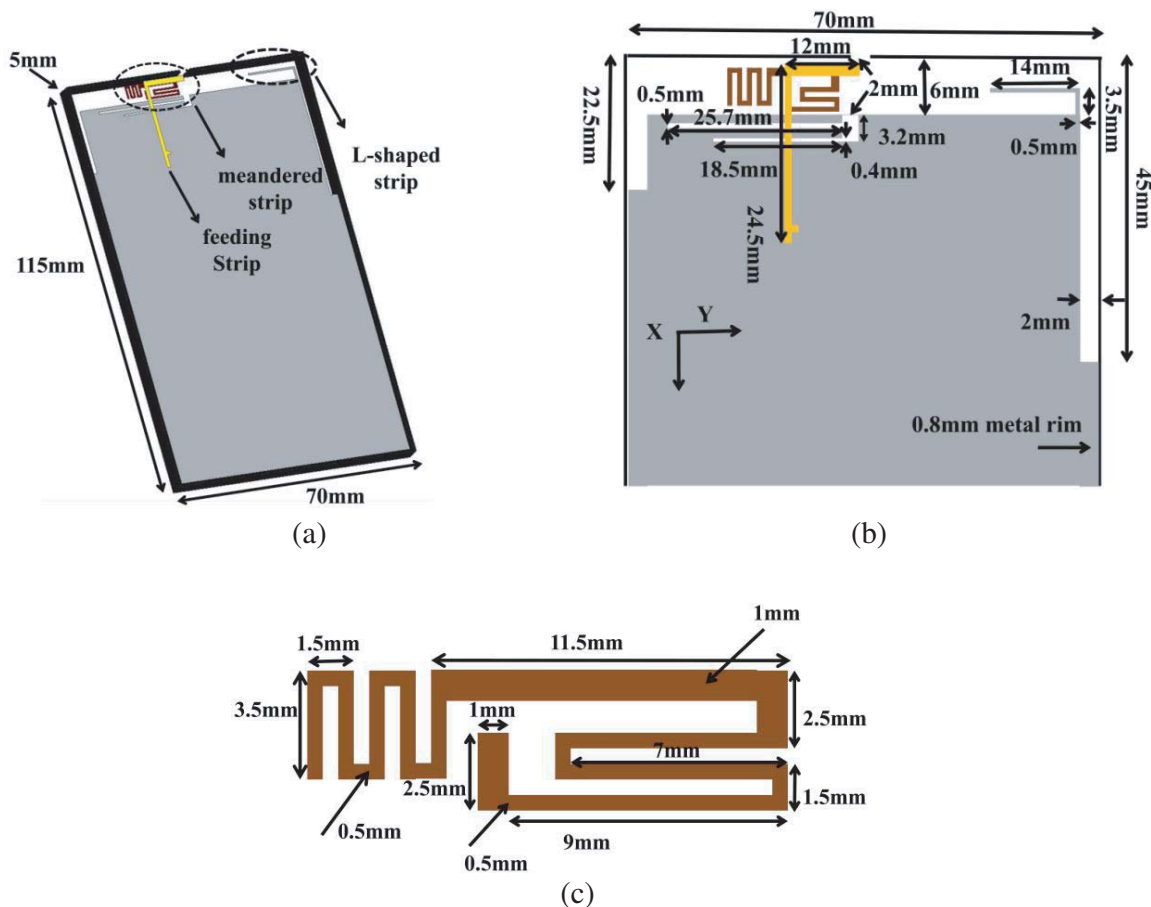 5mm
L-shaped
strip
meandered
strip
feeding
Strip
115mm
70mm
(a)
70mm
12mm
14mm
0.5mm
2mm
6mm
3.5mm
22.5mm
25.7mm
3.2mm
0.5mm
18.5mm
0.4mm
45mm
24.5mm
X
Y
2mm
0.8mm metal rim
(b)
1.5mm
11.5mm
1mm
3.5mm
1mm
2.5mm
7mm
2.5mm
1.5mm
0.5mm
9mm
0.5mm
(c)